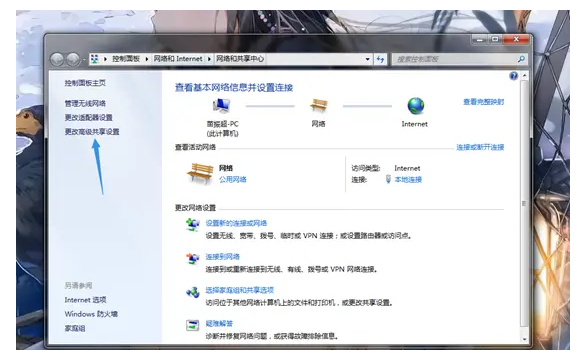 控制面板 ▸ 网络和 Internet ▸ 网络和共享中心
搜索控制面板
控制面板主页
管理无线网络
更改适配器设置
更改高级共享设置
查看基本网络信息并设置连接
查看完整映射
苗振超-PC
(此计算机)
网络
Internet
查看活动网络
连接或断开连接
网络
公用网络
访问类型:
Internet
连接:
本地连接
更改网络设置
设置新的连接或网络
设置无线、宽带、拨号、临时或 VPN 连接；或设置路由器或访问点。
连接到网络
连接到或重新连接到无线、有线、拨号或 VPN 网络连接。
选择家庭组和共享选项
访问位于其他网络计算机上的文件和打印机，或更改共享设置。
疑难解答
诊断并修复网络问题，或获得故障排除信息。
另请参阅
Internet 选项
Windows 防火墙
家庭组